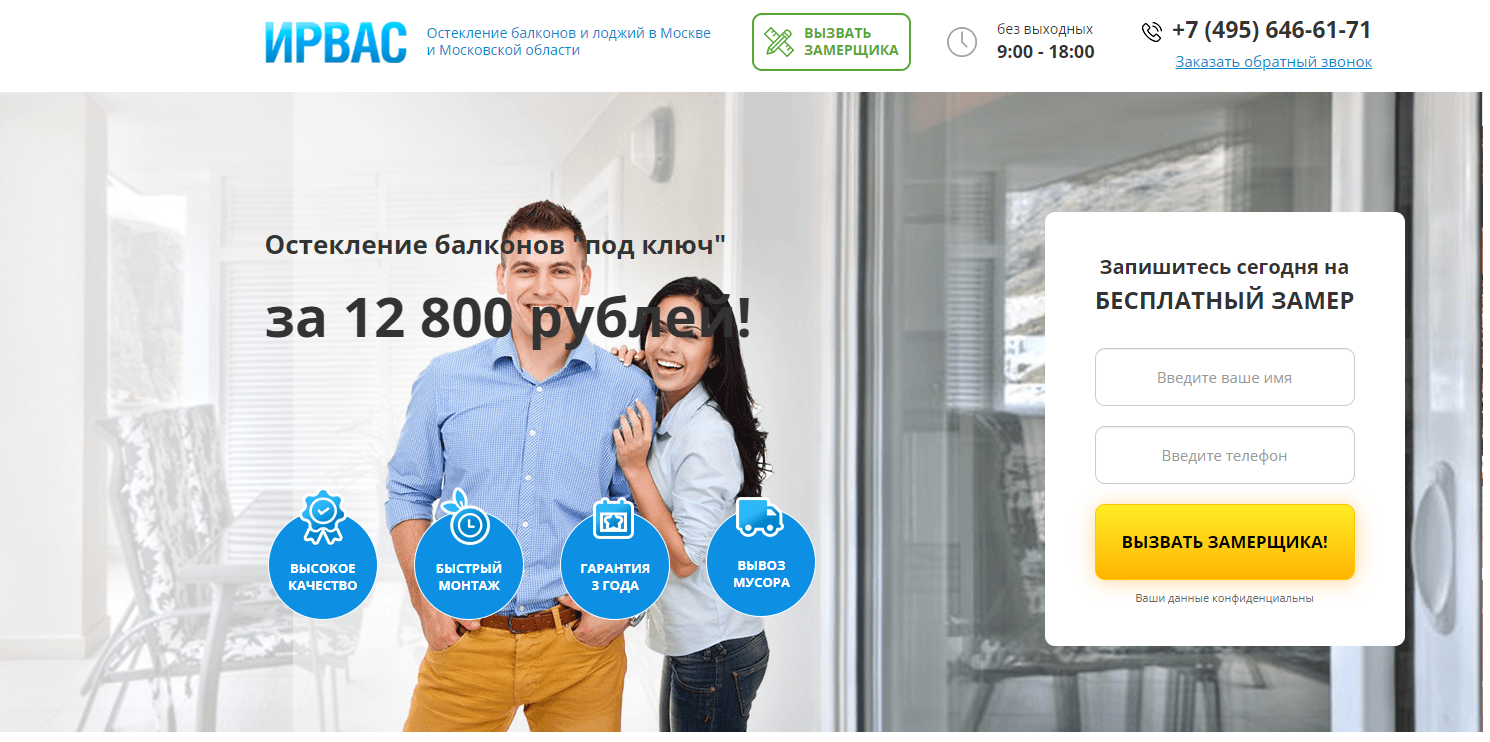 ИРВАС
Остекление балконов и лоджий в Москве
и Московской области
ВЫЗВАТЬ
ЗАМЕРЩИКА
без выходных
9:00 - 18:00
+7 (495) 646-61-71
Заказать обратный звонок
Остекление балконов "под ключ"
за 12 800 рублей!
ВЫСОКОЕ
КАЧЕСТВО
БЫСТРЫЙ
МОНТАЖ
ГАРАНТИЯ
3 ГОДА
ВЫВОЗ
МУСОРА
Запишитесь сегодня на
БЕСПЛАТНЫЙ ЗАМЕР
Введите ваше имя
Введите телефон
ВЫЗВАТЬ ЗАМЕРЩИКА!
Ваши данные конфиденциальны